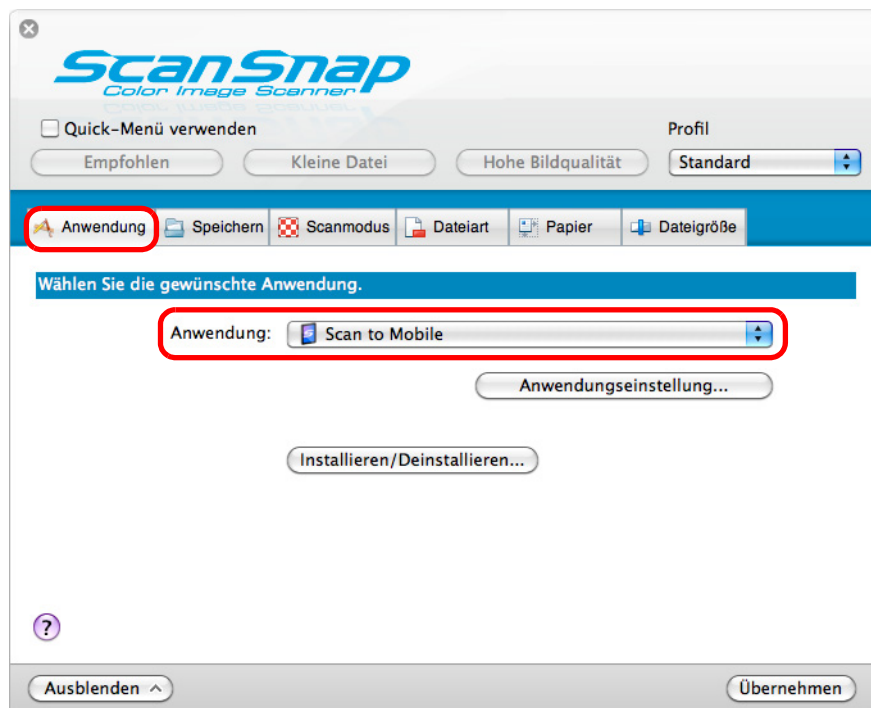 ScanSnap
Color Image Scanner
Quick-Menü verwenden
Profil
Empfohlen
Kleine Datei
Hohe Bildqualität
Standard
Anwendung
Speichern
Scanmodus
Dateiart
Papier
Dateigröße
Wählen Sie die gewünschte Anwendung.
Anwendung:
Scan to Mobile
Anwendungseinstellung...
Installieren/Deinstallieren...
?
Ausblenden
Übernehmen